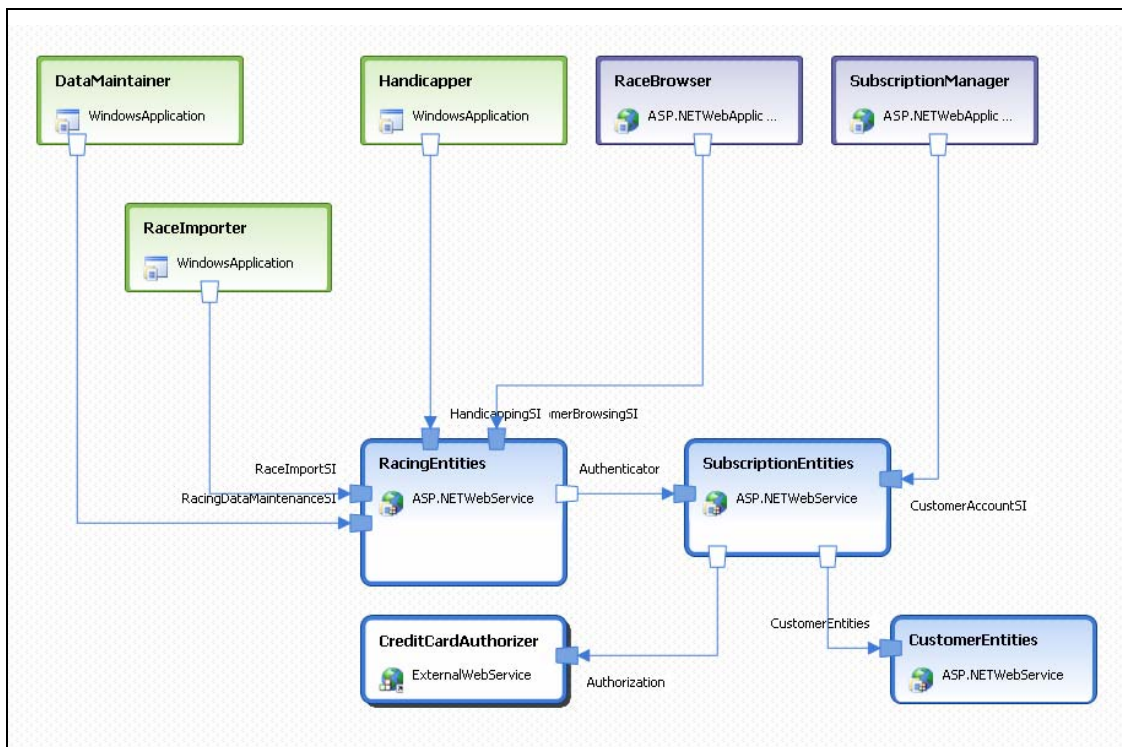 DataMaintainer
WindowsApplication
Handicapper
WindowsApplication
RaceBrowser
ASP.NETWebApplic ...
SubscriptionManager
ASP.NETWebApplic ...
RaceImporter
WindowsApplication
HandicappingSI
merBrowsingSI
RaceImportSI
RacingDataMaintenanceSI
RacingEntities
ASP.NETWebService
Authenticator
SubscriptionEntities
ASP.NETWebService
CustomerAccountSI
CreditCardAuthorizer
ExternalWebService
Authorization
CustomerEntities
CustomerEntities
ASP.NETWebService